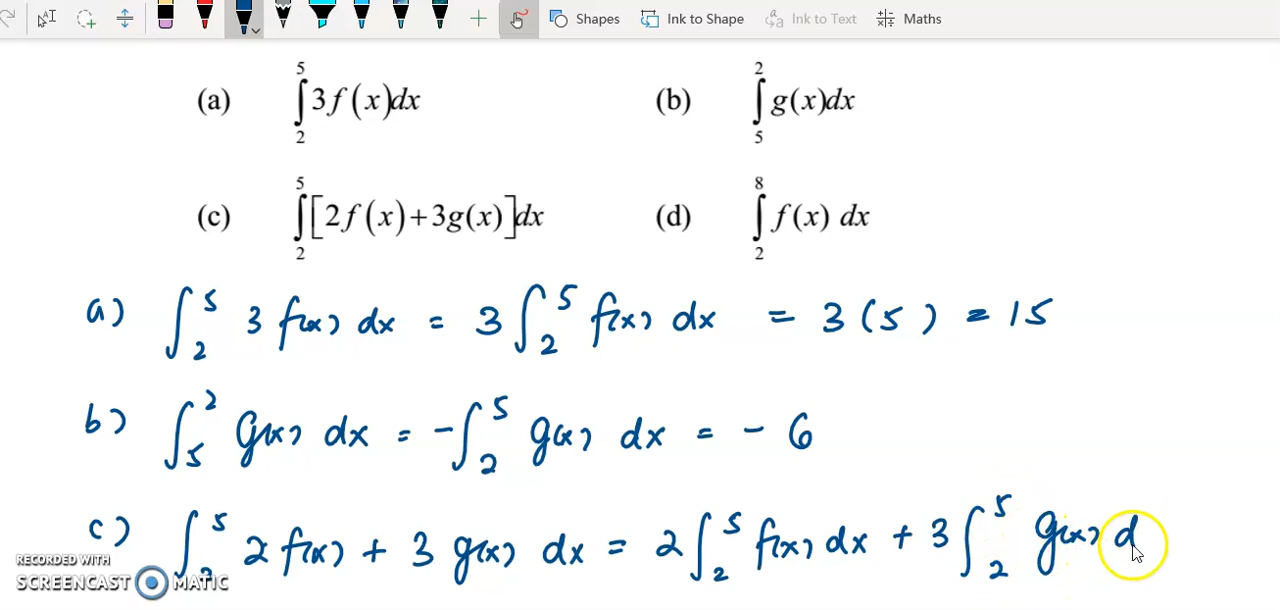 Shapes Ink to Shape Ink to Text Maths
(a) ∫₂⁵ 3f(x)dx (b) ∫₅² g(x)dx
(c) ∫₂⁵ [2f(x)+3g(x)]dx (d) ∫₂⁸ f(x) dx
a) ∫₂⁵ 3 f(x) dx = 3 ∫₂⁵ f(x) dx = 3 (5) = 15
b) ∫₅² g(x) dx = - ∫₂⁵ g(x) dx = - 6
c) ∫₂⁵ 2 f(x) + 3 g(x) dx = 2 ∫₂⁵ f(x) dx + 3 ∫₂⁵ g(x) d
RECORDED WITH
SCREENCAST MATIC